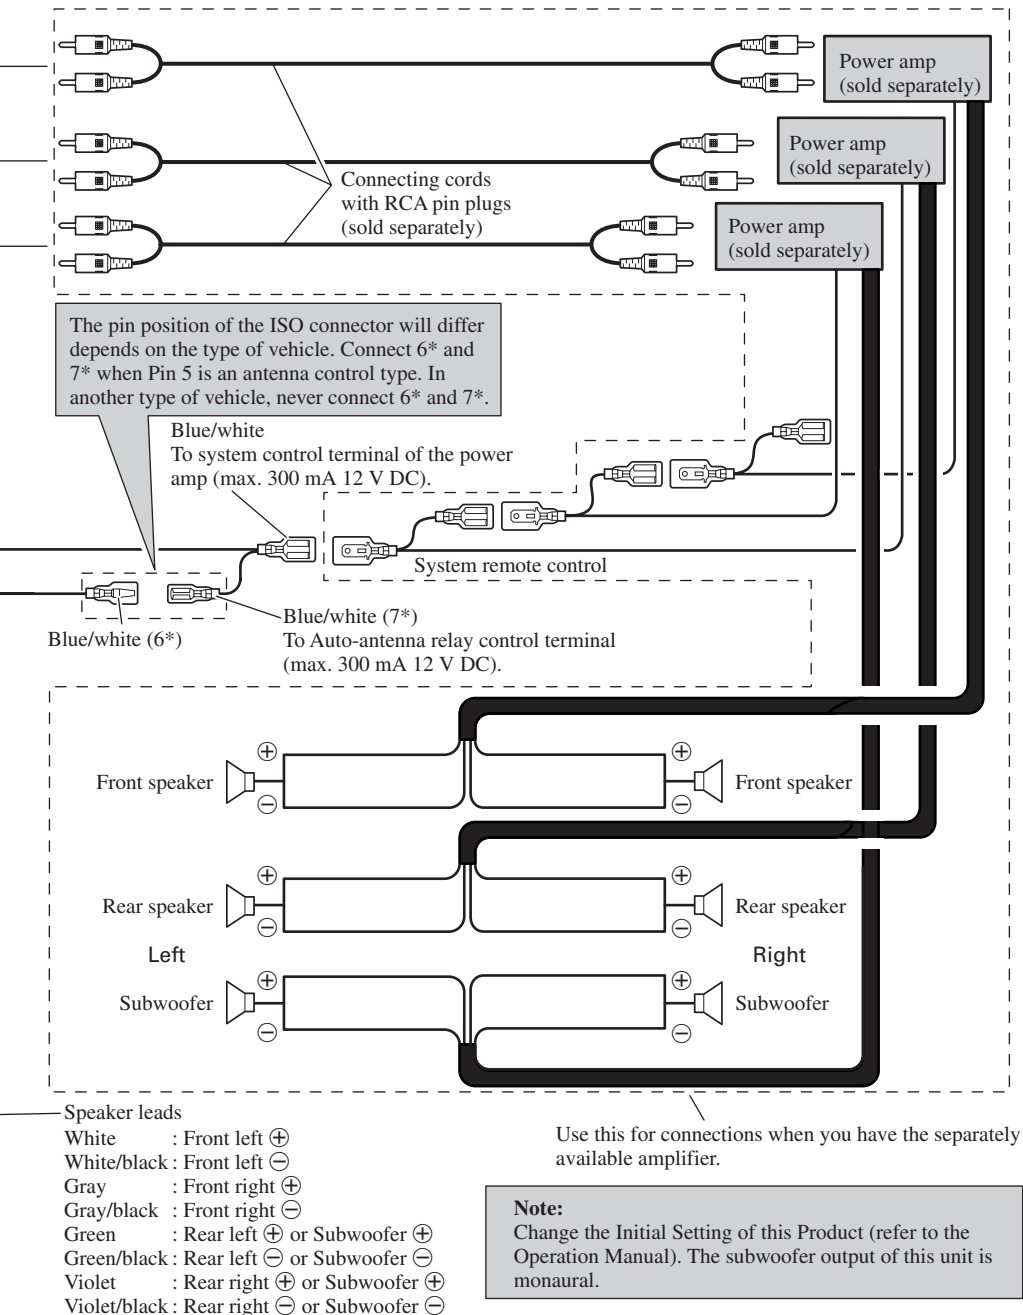 Power amp
(sold separately)
Power amp
(sold separately)
Connecting cords
with RCA pin plugs
(sold separately)
Power amp
(sold separately)
The pin position of the ISO connector will differ
depends on the type of vehicle. Connect 6* and
7* when Pin 5 is an antenna control type. In
another type of vehicle, never connect 6* and 7*.
Blue/white
To system control terminal of the power
amp (max. 300 mA 12 V DC).
System remote control
Blue/white (6*)
Blue/white (7*)
To Auto-antenna relay control terminal
(max. 300 mA 12 V DC).
⊕ ⊕
Front speaker Front speaker
⊖ ⊖
⊕ ⊕
Rear speaker Rear speaker
⊖ ⊖
Left Right
⊕ ⊕
Subwoofer Subwoofer
⊖ ⊖
Speaker leads
White : Front left ⊕
White/black : Front left ⊖
Gray : Front right ⊕
Gray/black : Front right ⊖
Green : Rear left ⊕ or Subwoofer ⊕
Green/black : Rear left ⊖ or Subwoofer ⊖
Violet : Rear right ⊕ or Subwoofer ⊕
Violet/black : Rear right ⊖ or Subwoofer ⊖
Use this for connections when you have the separately
available amplifier.
Note:
Change the Initial Setting of this Product (refer to the
Operation Manual). The subwoofer output of this unit is
monaural.